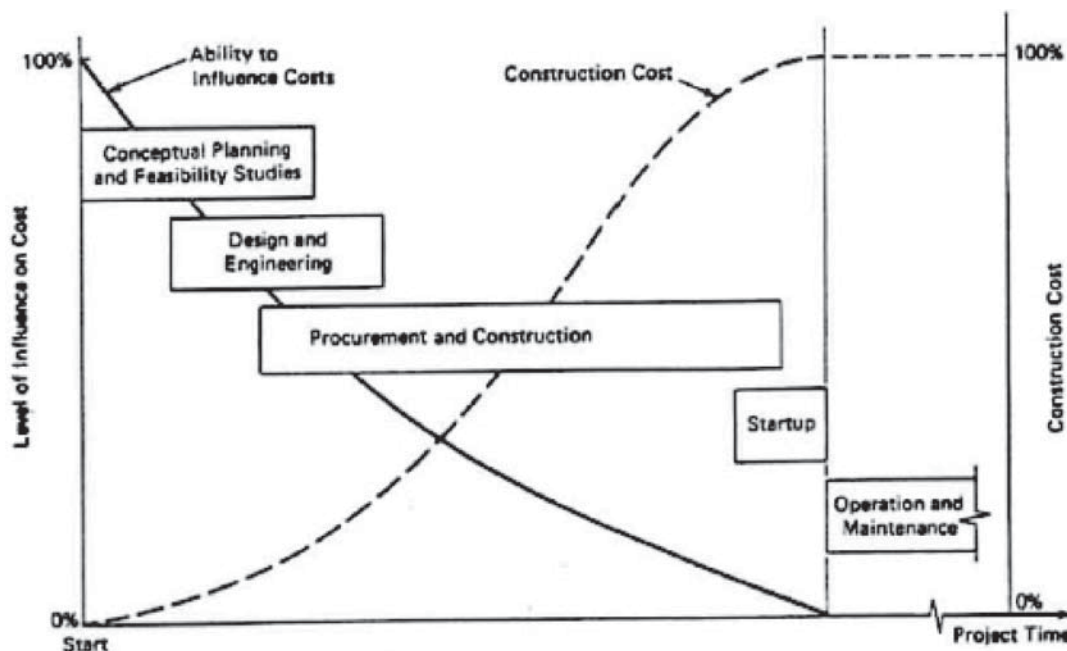 100%
Ability to
Influence Costs
Construction Cost
100%
Conceptual Planning
and Feasibility Studies
Design and
Engineering
Procurement and Construction
Startup
Operation and
Maintenance
Level of Influence on Cost
Construction Cost
0%
Start
0%
Project Time